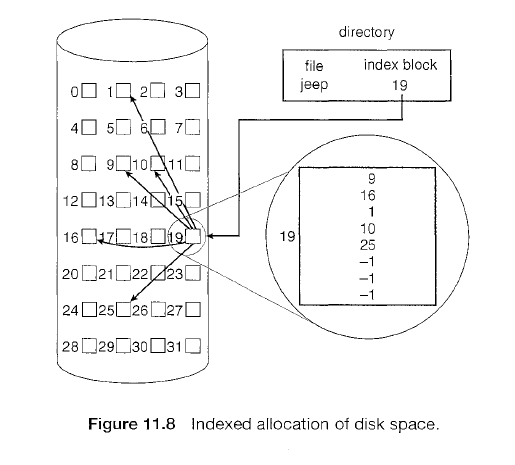 directory
file index block
jeep 19
0 1 2 3
4 5 6 7
8 9 10 11
12 13 14 15
16 17 18 19
20 21 22 23
24 25 26 27
28 29 30 31
19
9
16
1
10
25
-1
-1
-1
Figure 11.8 Indexed allocation of disk space.